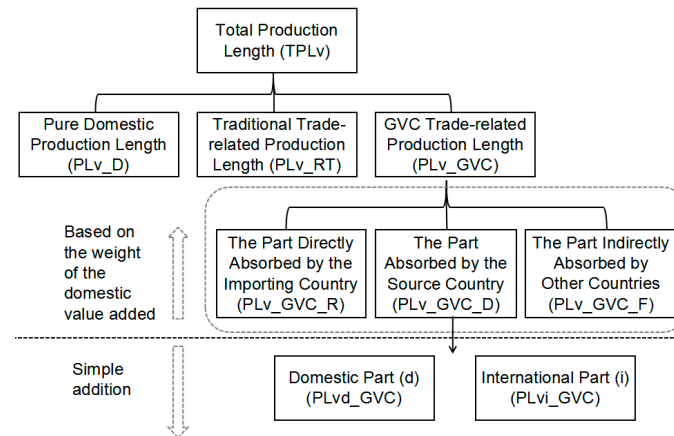 Total Production
Length (TPLv)
Pure Domestic
Production Length
(PLv_D)
Traditional Trade-
related Production
Length (PLv_RT)
GVC Trade-related
Production Length
(PLv_GVC)
Based on
the weight
of the
domestic
value added
The Part Directly
Absorbed by the
Importing Country
(PLv_GVC_R)
The Part
Absorbed by the
Source Country
(PLv_GVC_D)
The Part Indirectly
Absorbed by
Other Countries
(PLv_GVC_F)
Simple
addition
Domestic Part (d)
(PLvd_GVC)
International Part (i)
(PLvi_GVC)